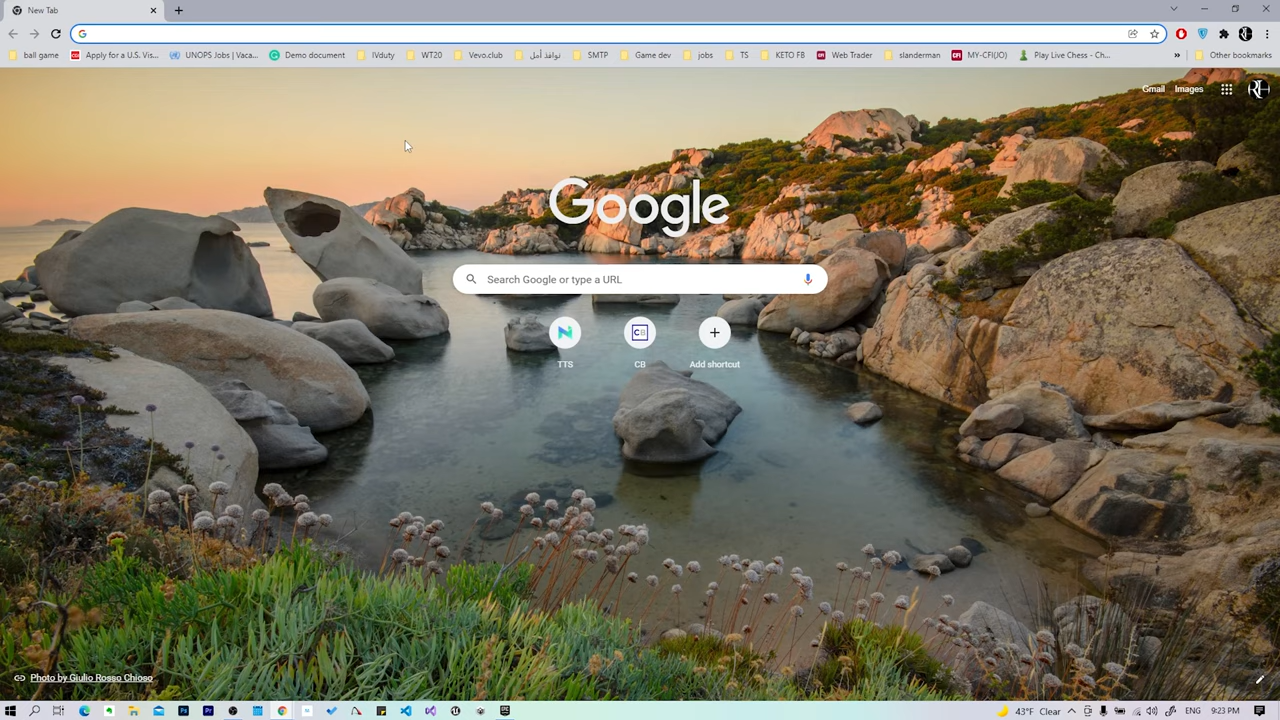 New Tab
ball game
Apply for a U.S. Vis...
UNOPS Jobs | Vaca...
Demo document
IVduty
WT20
Vevo.club
نوافذ أمل
SMTP
Game dev
jobs
TS
KETO FB
Web Trader
slanderman
MY-CFI(JO)
Play Live Chess - Ch...
Other bookmarks
Gmail
Images
Google
Search Google or type a URL
TTS
CB
Add shortcut
Photo by Giulio Rosso Chioso
43°F Clear
9:23 PM